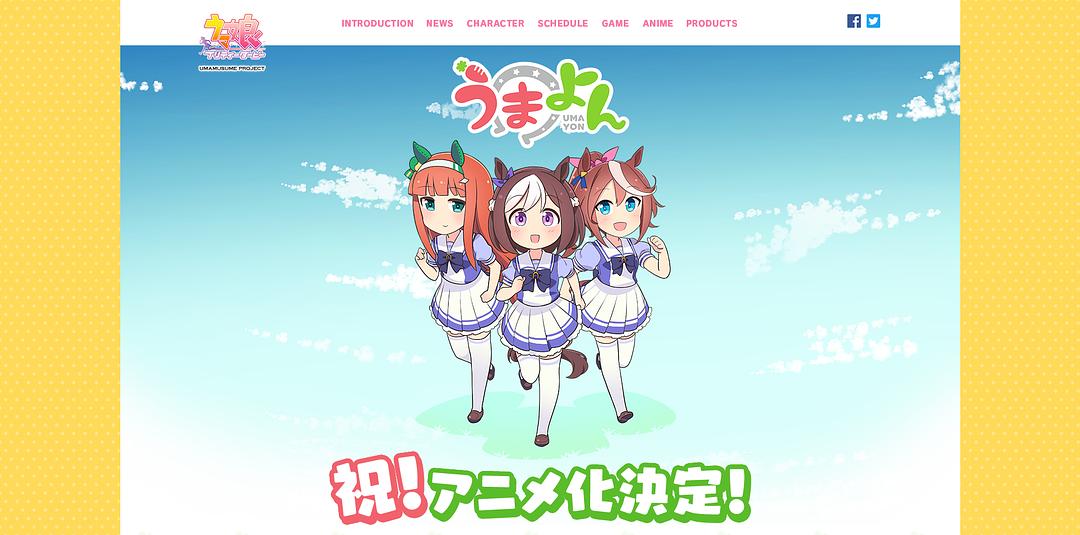 ウマ娘
プリティーダービー
UMAMUSUME PROJECT
INTRODUCTION NEWS CHARACTER SCHEDULE GAME ANIME PRODUCTS
うまよん
UMA
YON
祝!アニメ化決定!